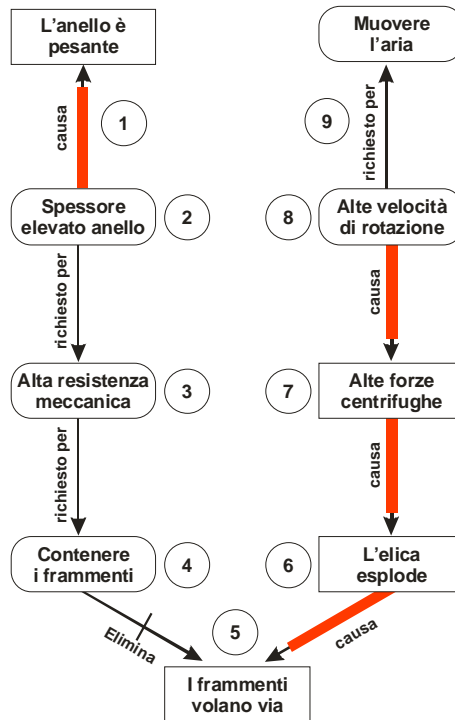 L'anello è
pesante
Muovere
l'aria
causa
1
9
richiesto per
Spessore
elevato anello
2
8
Alte velocità
di rotazione
richiesto per
causa
Alta resistenza
meccanica
3
7
Alte forze
centrifughe
richiesto per
causa
Contenere
i frammenti
4
6
L'elica
esplode
Elimina
5
causa
I frammenti
volano via